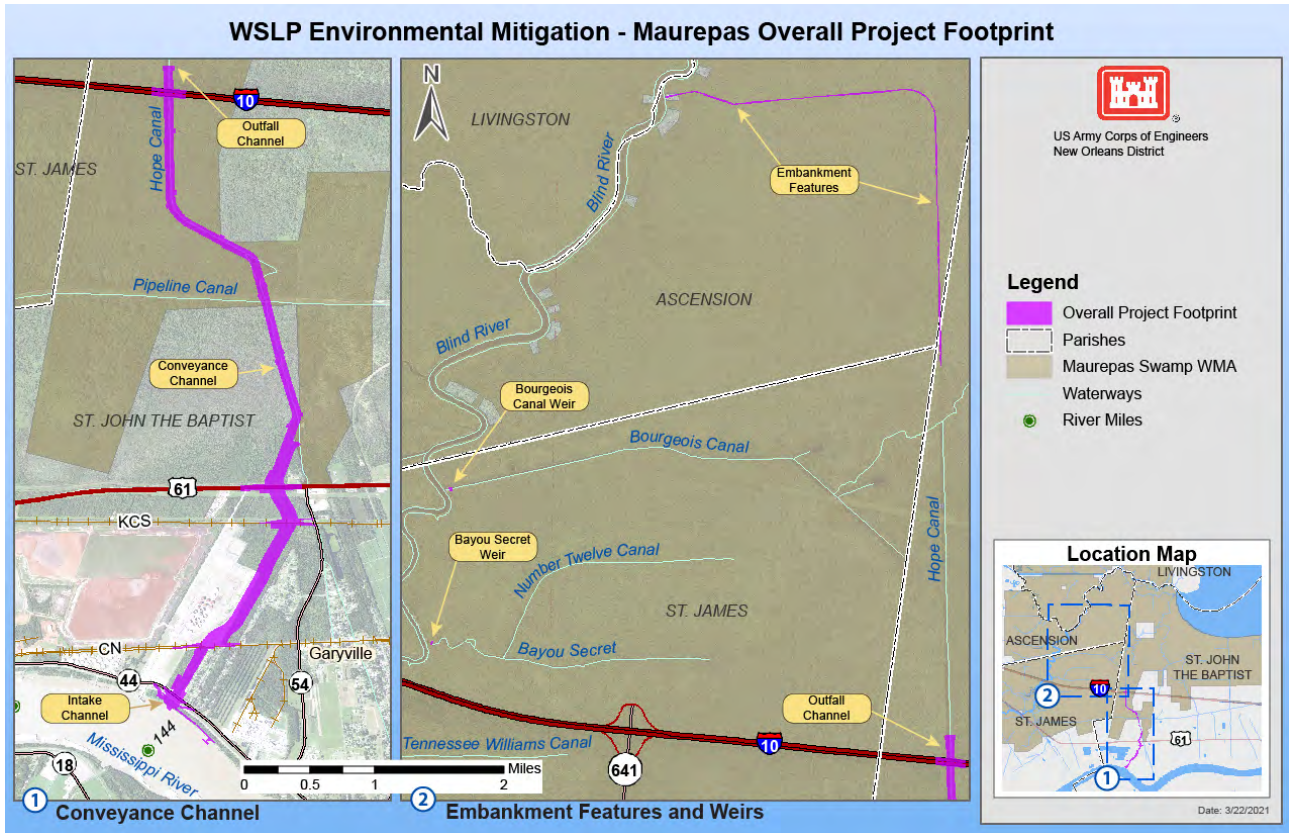 WSLP Environmental Mitigation - Maurepas Overall Project Footprint
10
Outfall
Channel
Hope Canal
ST. JAMES
Pipeline Canal
Conveyance
Channel
ST. JOHN THE BAPTIST
61
KCS
CN
Garyville
44
54
Intake
Channel
144
Mississippi River
18
1 Conveyance Channel
N
LIVINGSTON
Blind River
Embankment
Features
ASCENSION
Blind River
Bourgeois
Canal Weir
Bourgeois Canal
Bayou Secret
Weir
Number Twelve Canal
Hope Canal
ST. JAMES
Bayou Secret
Outfall
Channel
10
Tennessee Williams Canal
641
Miles
0 0.5 1 2
2 Embankment Features and Weirs
US Army Corps of Engineers
New Orleans District
®
Legend
Overall Project Footprint
Parishes
Maurepas Swamp WMA
Waterways
River Miles
Location Map
LIVINGSTON
ASCENSION
ST. JOHN
THE BAPTIST
10
2
ST. JAMES
61
1
Date: 3/22/2021